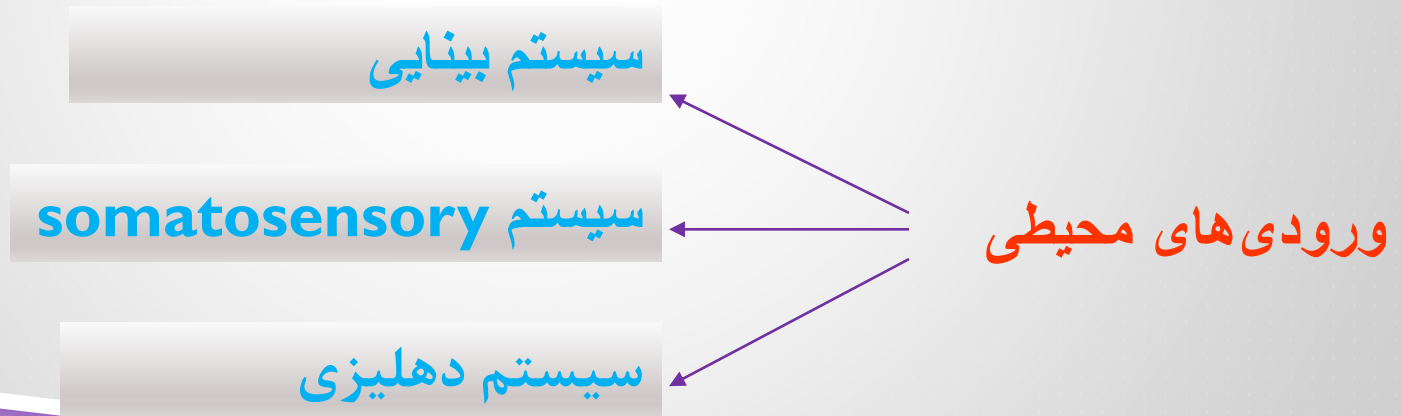 سیستم بینایی
سیستم somatosensory
ورودی‌های محیطی
سیستم دهلیزی